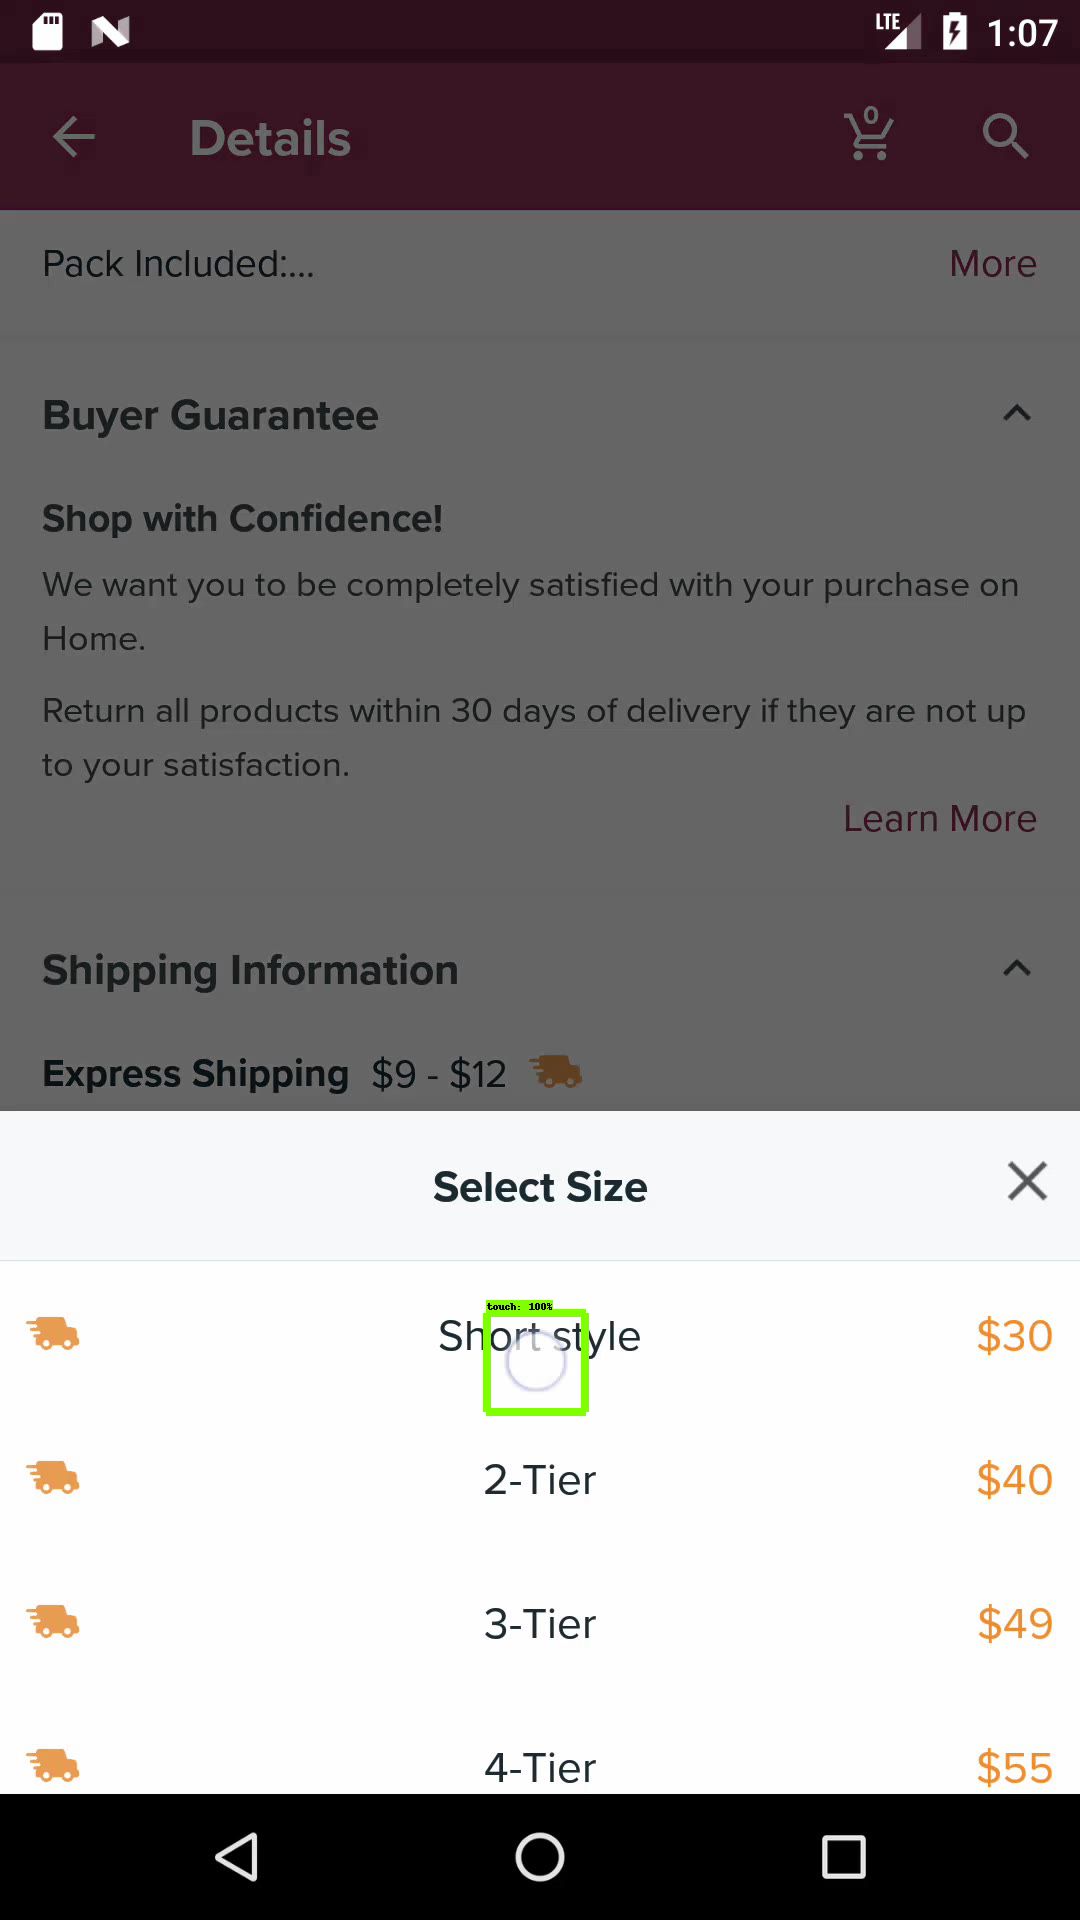 LTE 1:07
Details 0
Pack Included:... More
Buyer Guarantee
Shop with Confidence!
We want you to be completely satisfied with your purchase on
Home.
Return all products within 30 days of delivery if they are not up
to your satisfaction.
Learn More
Shipping Information
Express Shipping $9 - $12
Select Size
touch: 100%
Short style $30
2-Tier $40
3-Tier $49
4-Tier $55